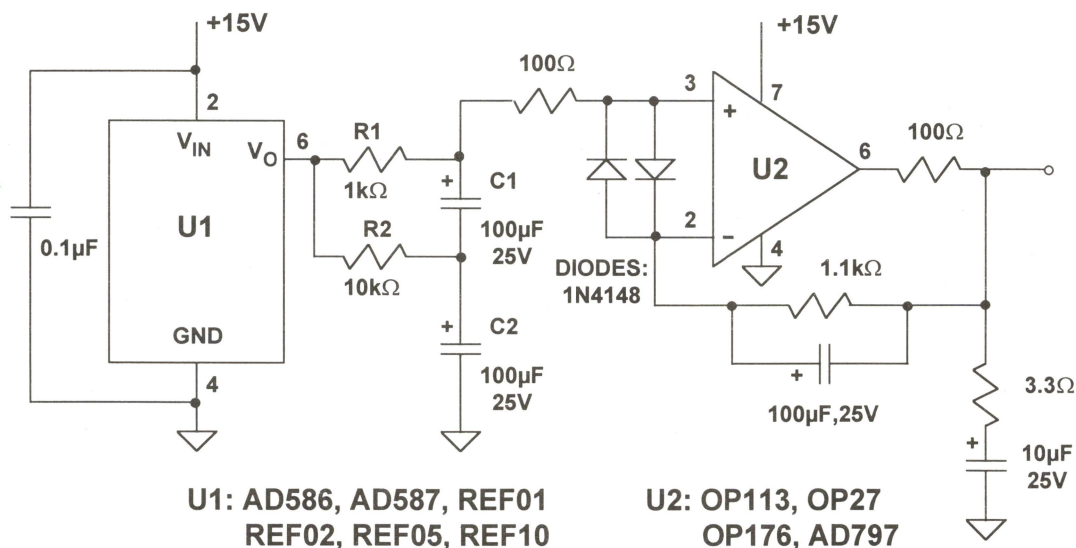 +15V
+15V
100Ω
2
3
7
R1
100Ω
V_IN
V_O
6
+
U2
6
1kΩ
+
C1
U1
R2
100µF
25V
2
−
4
0.1µF
10kΩ
DIODES:
1N4148
1.1kΩ
GND
+
C2
4
100µF
25V
+
100µF,25V
3.3Ω
+
10µF
25V
U1: AD586, AD587, REF01
REF02, REF05, REF10
U2: OP113, OP27
OP176, AD797